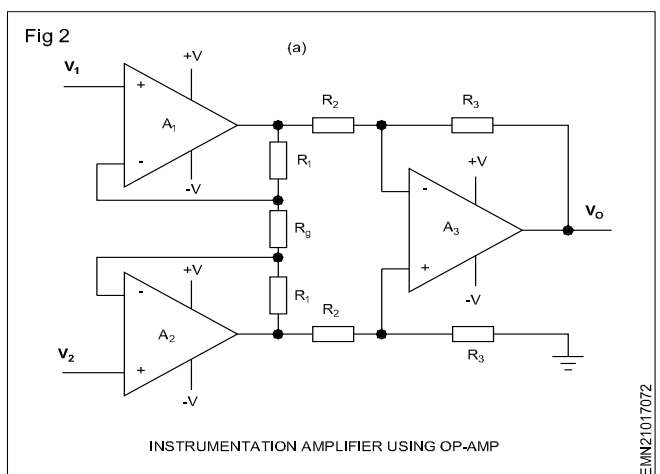 Fig 2
(a)
V1
+V
+
A1
-
-V
R1
R2
R3
Rg
+V
-
A3
+
-V
VO
+V
-
A2
+
-V
V2
R1
R2
R3
INSTRUMENTATION AMPLIFIER USING OP-AMP
EMN21017072